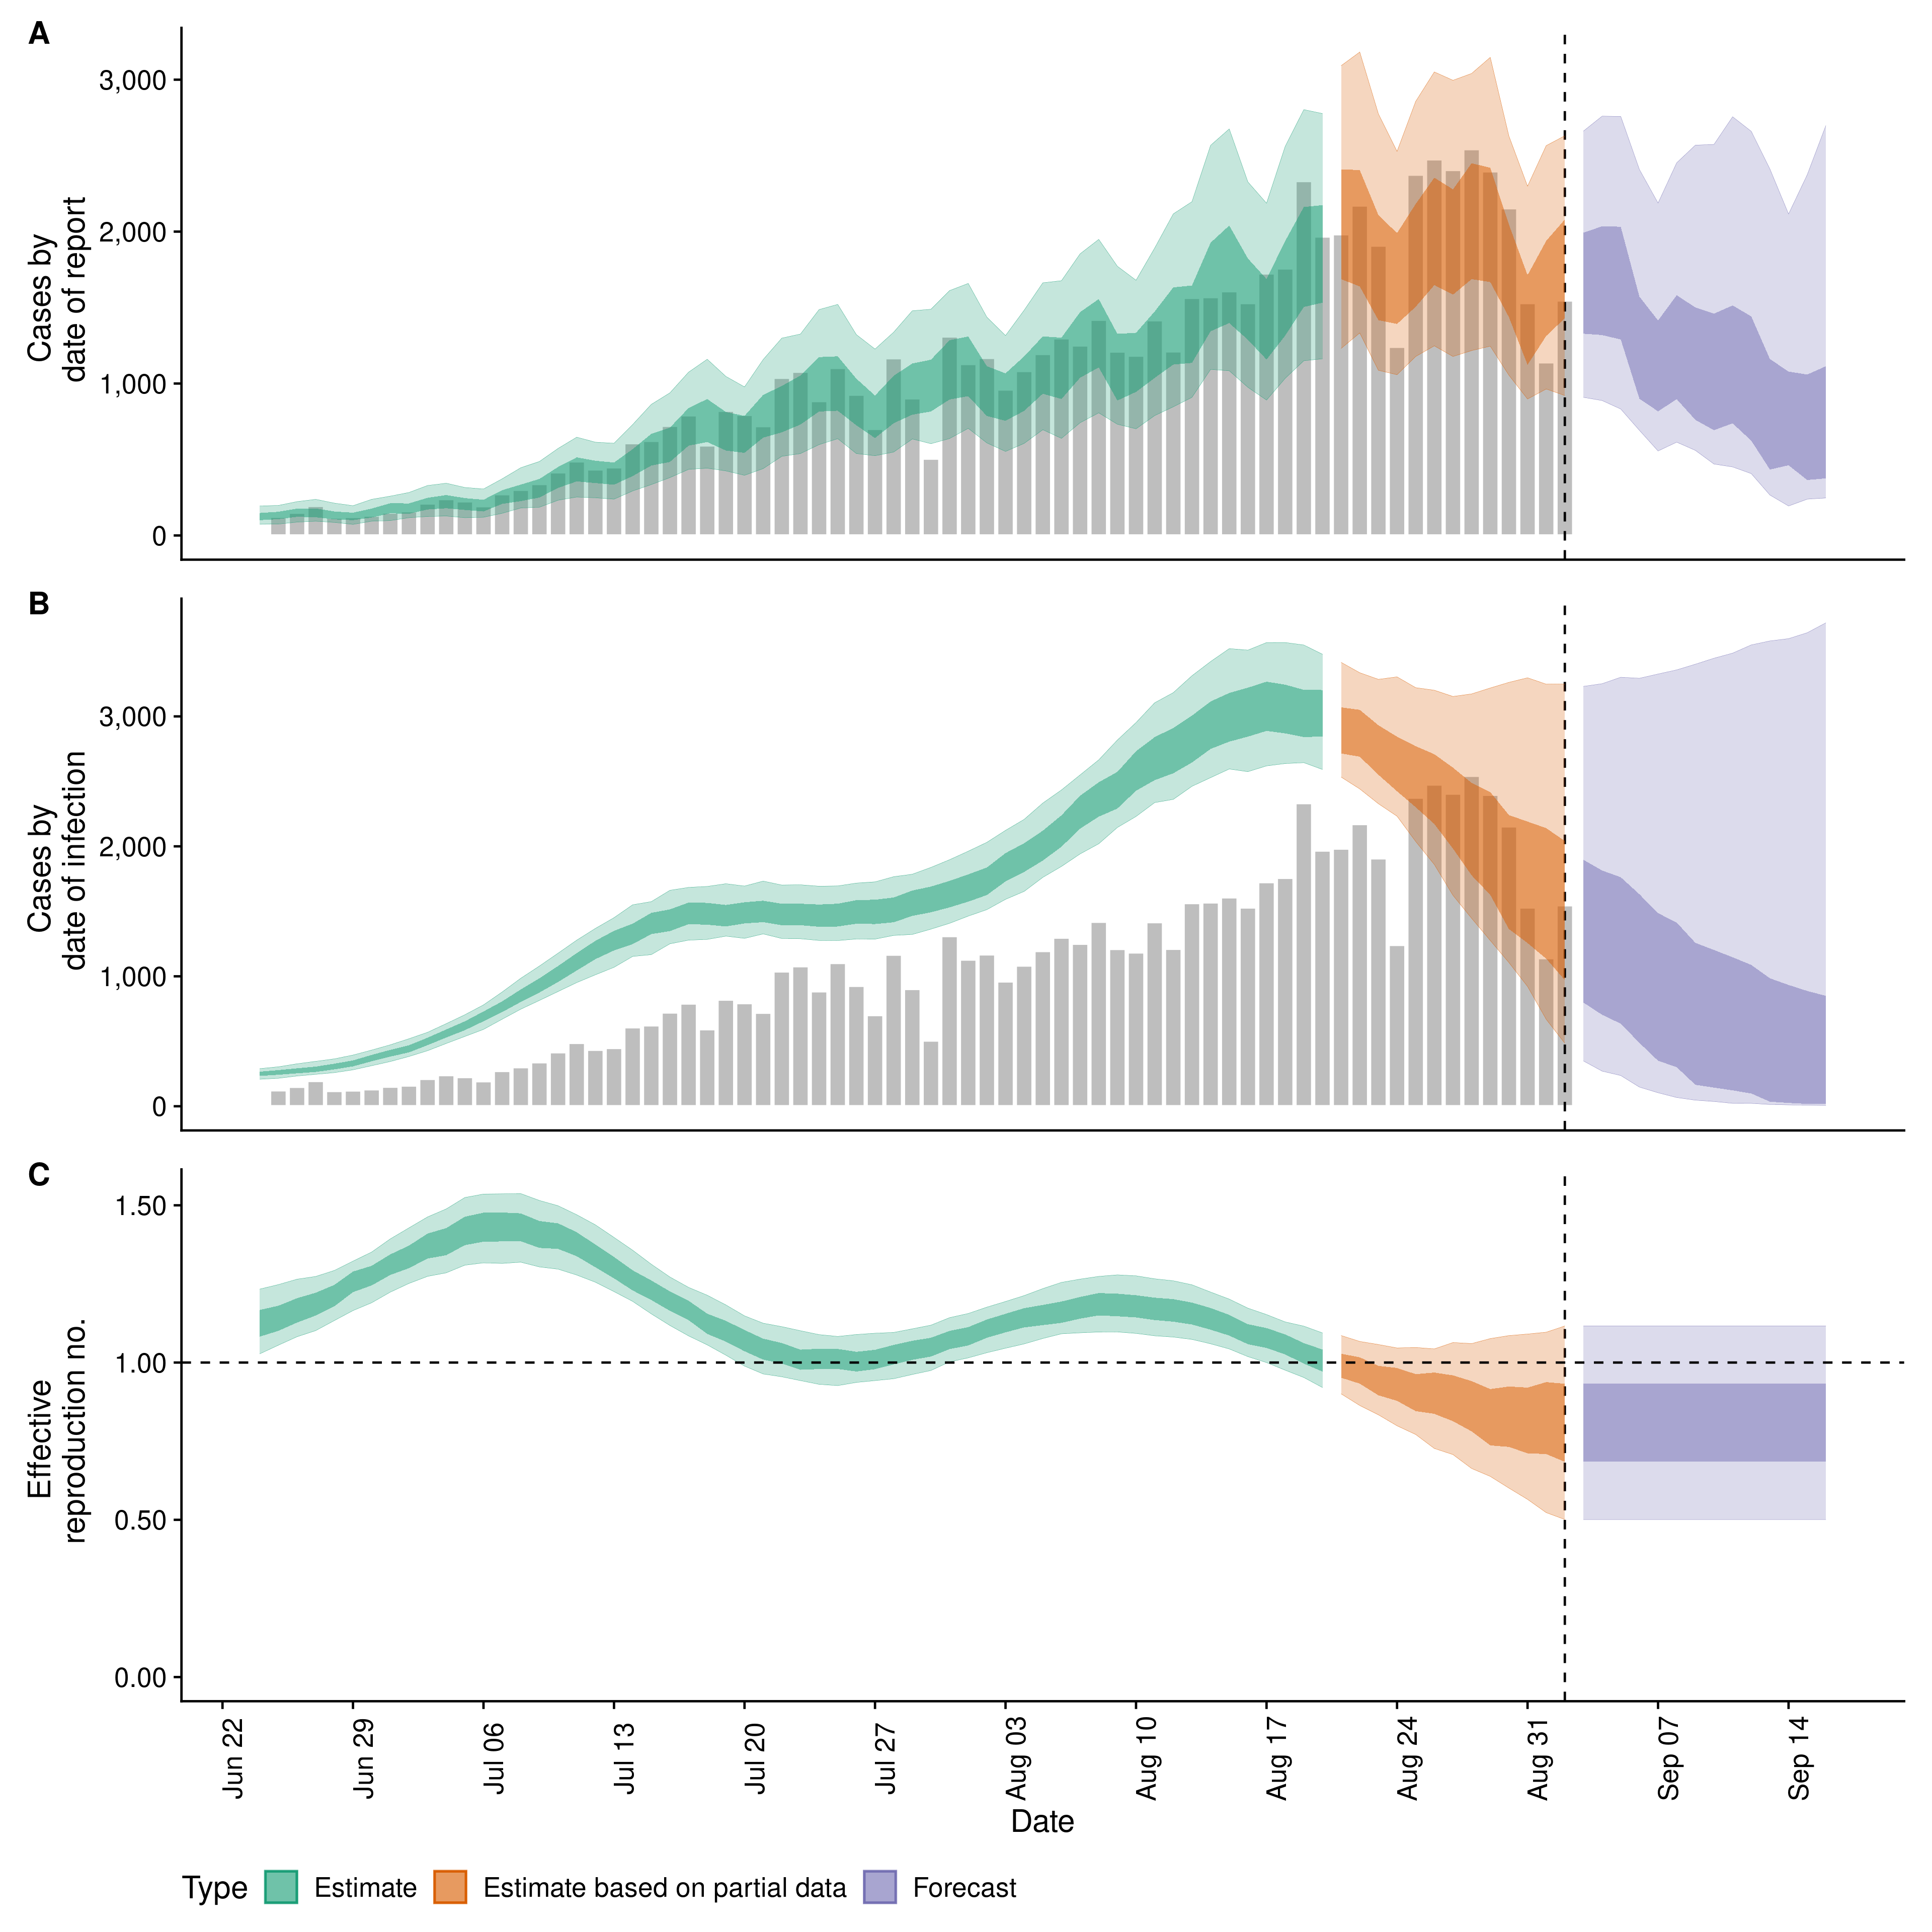 A
3,000
2,000
1,000
0
Cases by
date of report
B
3,000
2,000
1,000
0
Cases by
date of infection
C
1.50
1.00
0.50
0.00
Effective
reproduction no.
Jun 22
Jun 29
Jul 06
Jul 13
Jul 20
Jul 27
Aug 03
Aug 10
Aug 17
Aug 24
Aug 31
Sep 07
Sep 14
Date
Type Estimate Estimate based on partial data Forecast